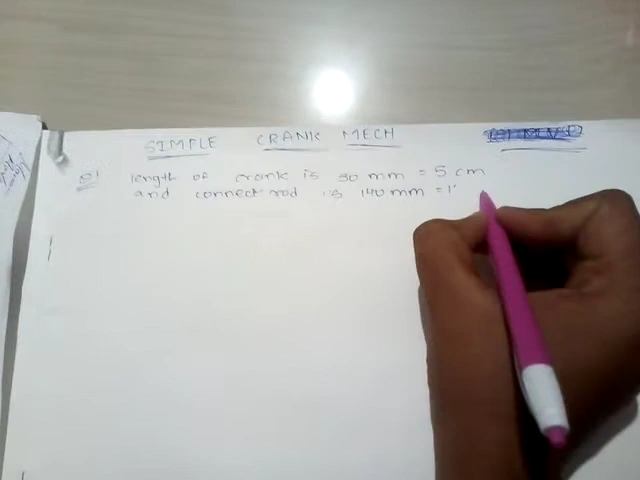 SIMPLE CRANK MECH
Q1 length of crank is 50 mm = 5 cm
and connect rod is 140 mm = 1